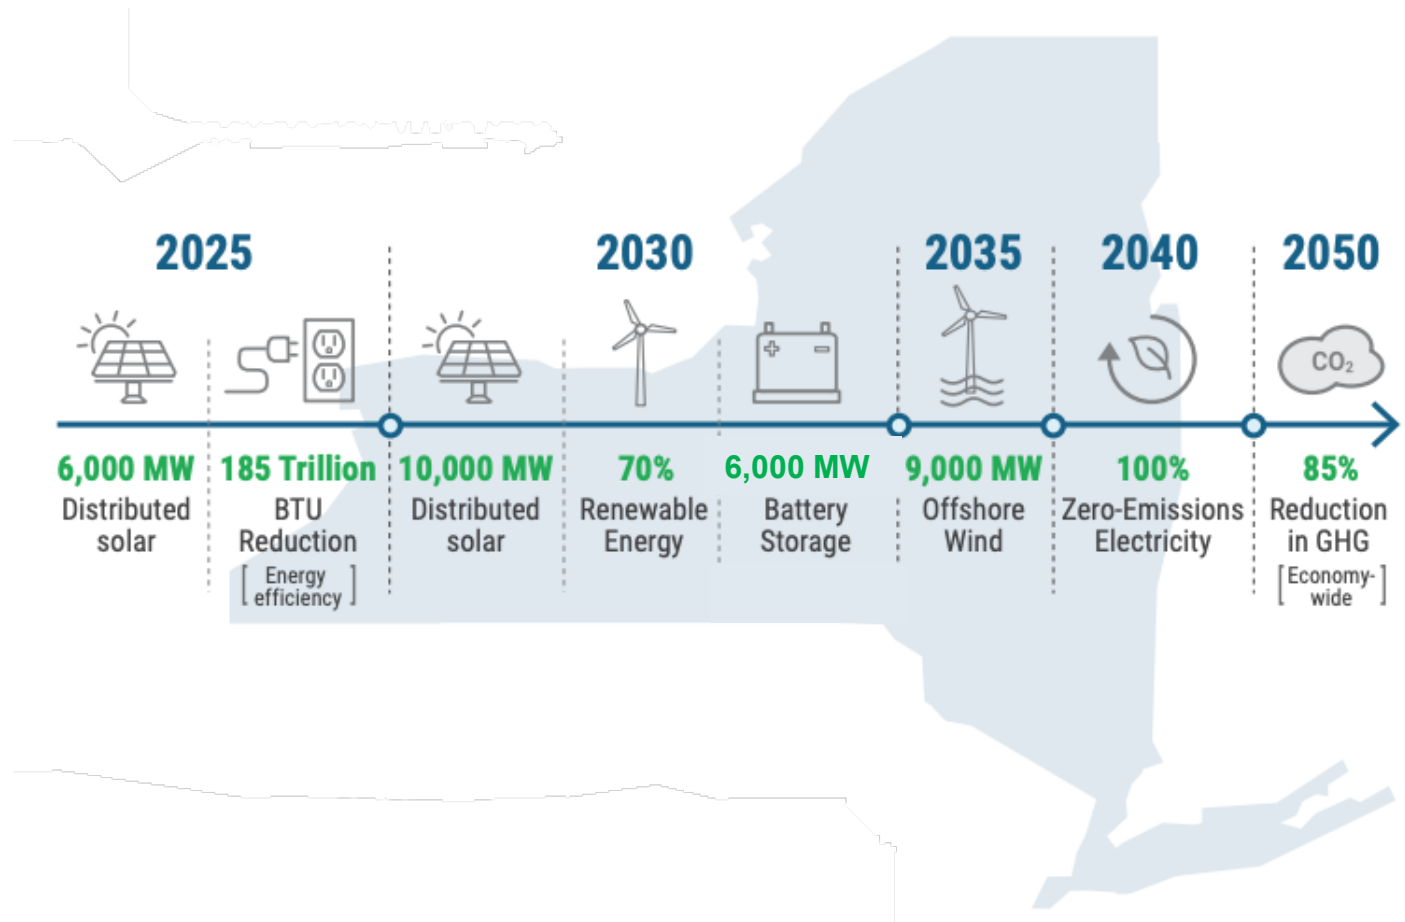 2025
2030
2035
2040
2050
CO₂
6,000 MW
Distributed
solar
185 Trillion
BTU
Reduction
[Energy
efficiency]
10,000 MW
Distributed
solar
70%
Renewable
Energy
6,000 MW
Battery
Storage
9,000 MW
Offshore
Wind
100%
Zero-Emissions
Electricity
85%
Reduction
in GHG
[Economy-
wide]